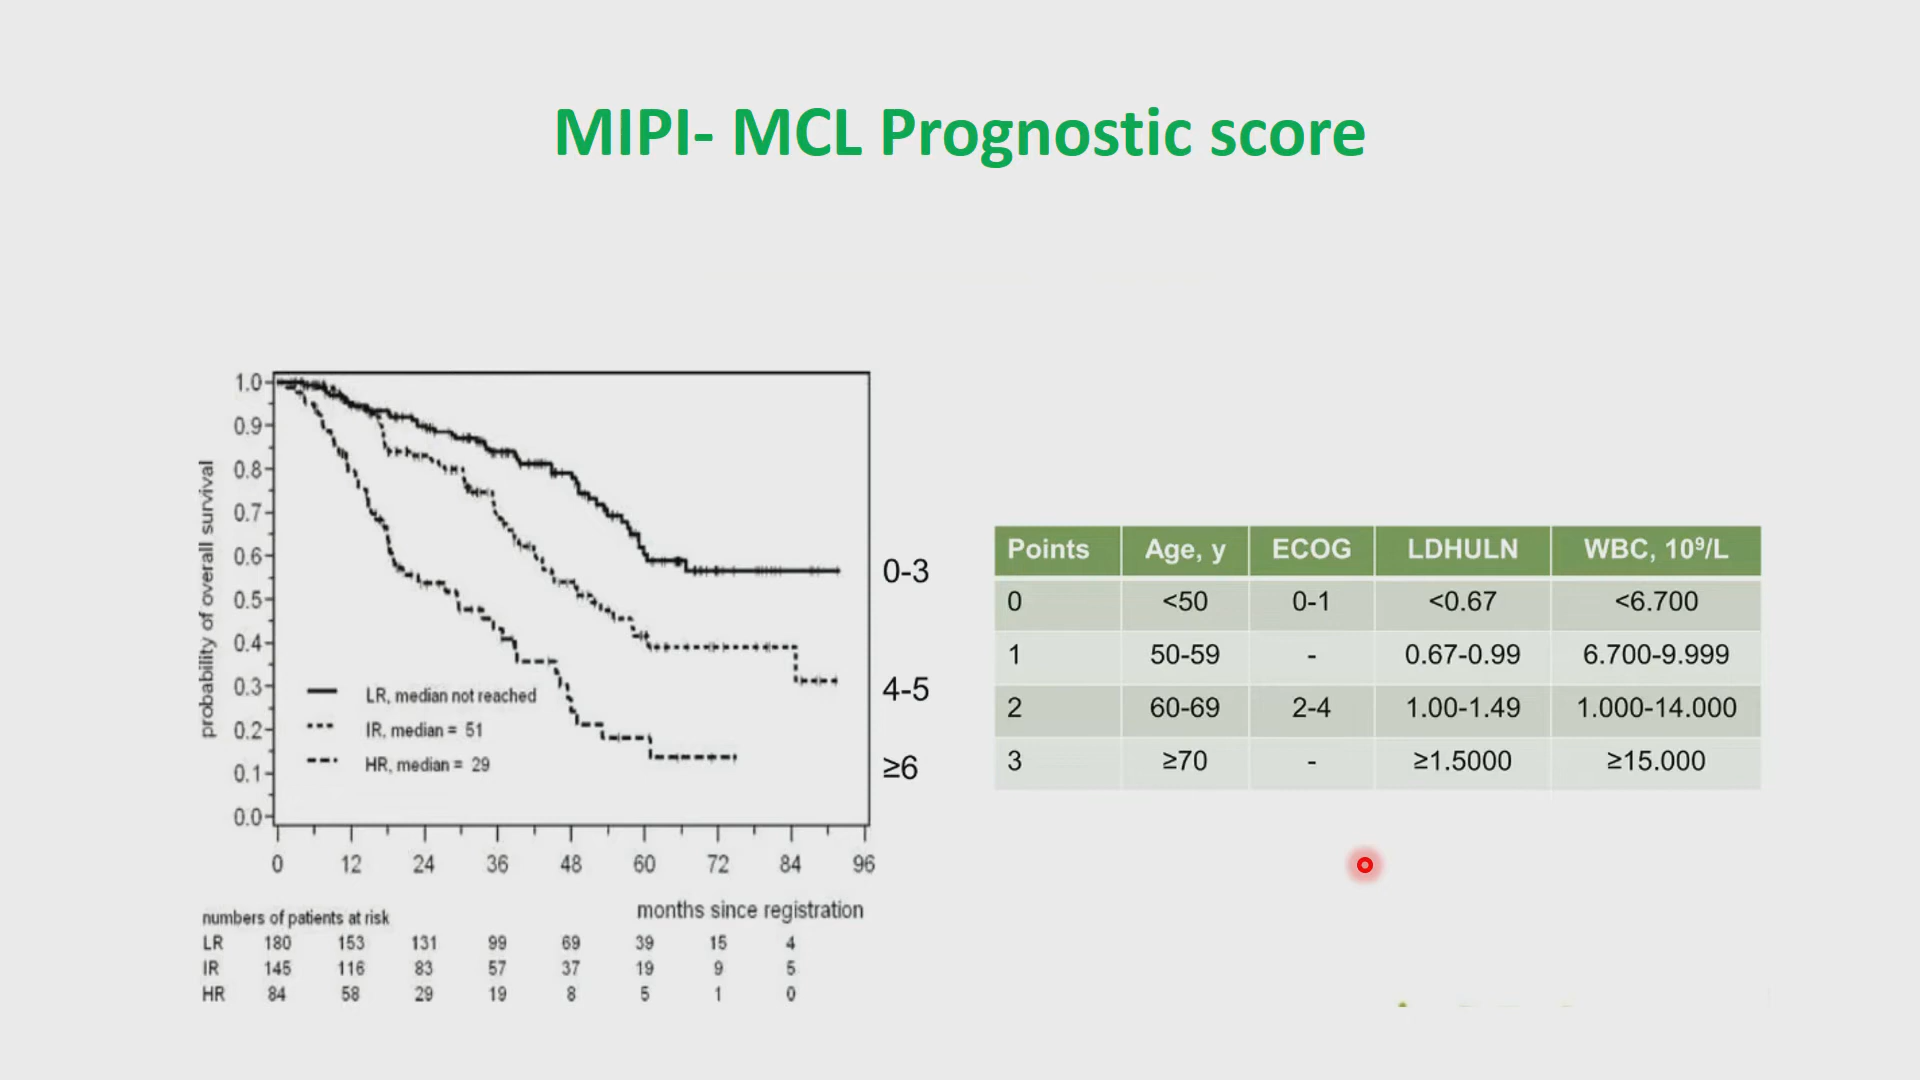 MIPI- MCL Prognostic score
probability of overall survival
1.0
0.9
0.8
0.7
0.6
0.5
0.4
0.3
0.2
0.1
0.0
LR, median not reached
IR, median = 51
HR, median = 29
0-3
4-5
≥6
0 12 24 36 48 60 72 84 96
months since registration
numbers of patients at risk
LR 180 153 131 99 69 39 15 4
IR 145 116 83 57 37 19 9 5
HR 84 58 29 19 8 5 1 0
Points Age, y ECOG LDHULN WBC, 10⁹/L
0 <50 0-1 <0.67 <6.700
1 50-59 - 0.67-0.99 6.700-9.999
2 60-69 2-4 1.00-1.49 1.000-14.000
3 ≥70 - ≥1.5000 ≥15.000